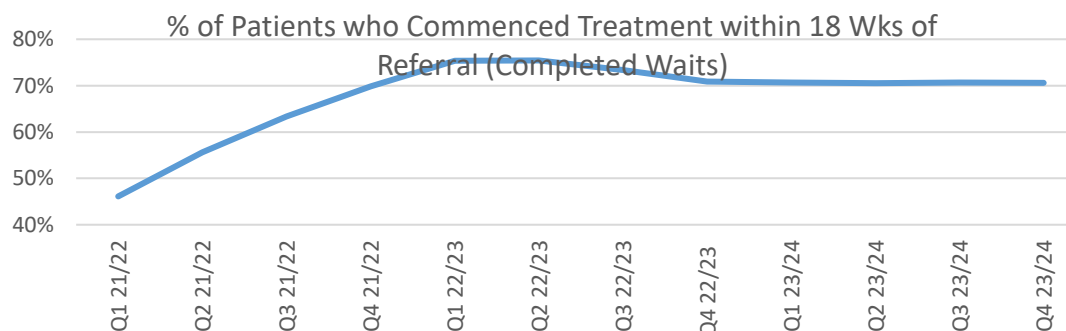 % of Patients who Commenced Treatment within 18 Wks of
Referral (Completed Waits)
80%
70%
60%
50%
40%
Q1 21/22
Q2 21/22
Q3 21/22
Q4 21/22
Q1 22/23
Q2 22/23
Q3 22/23
Q4 22/23
Q1 23/24
Q2 23/24
Q3 23/24
Q4 23/24